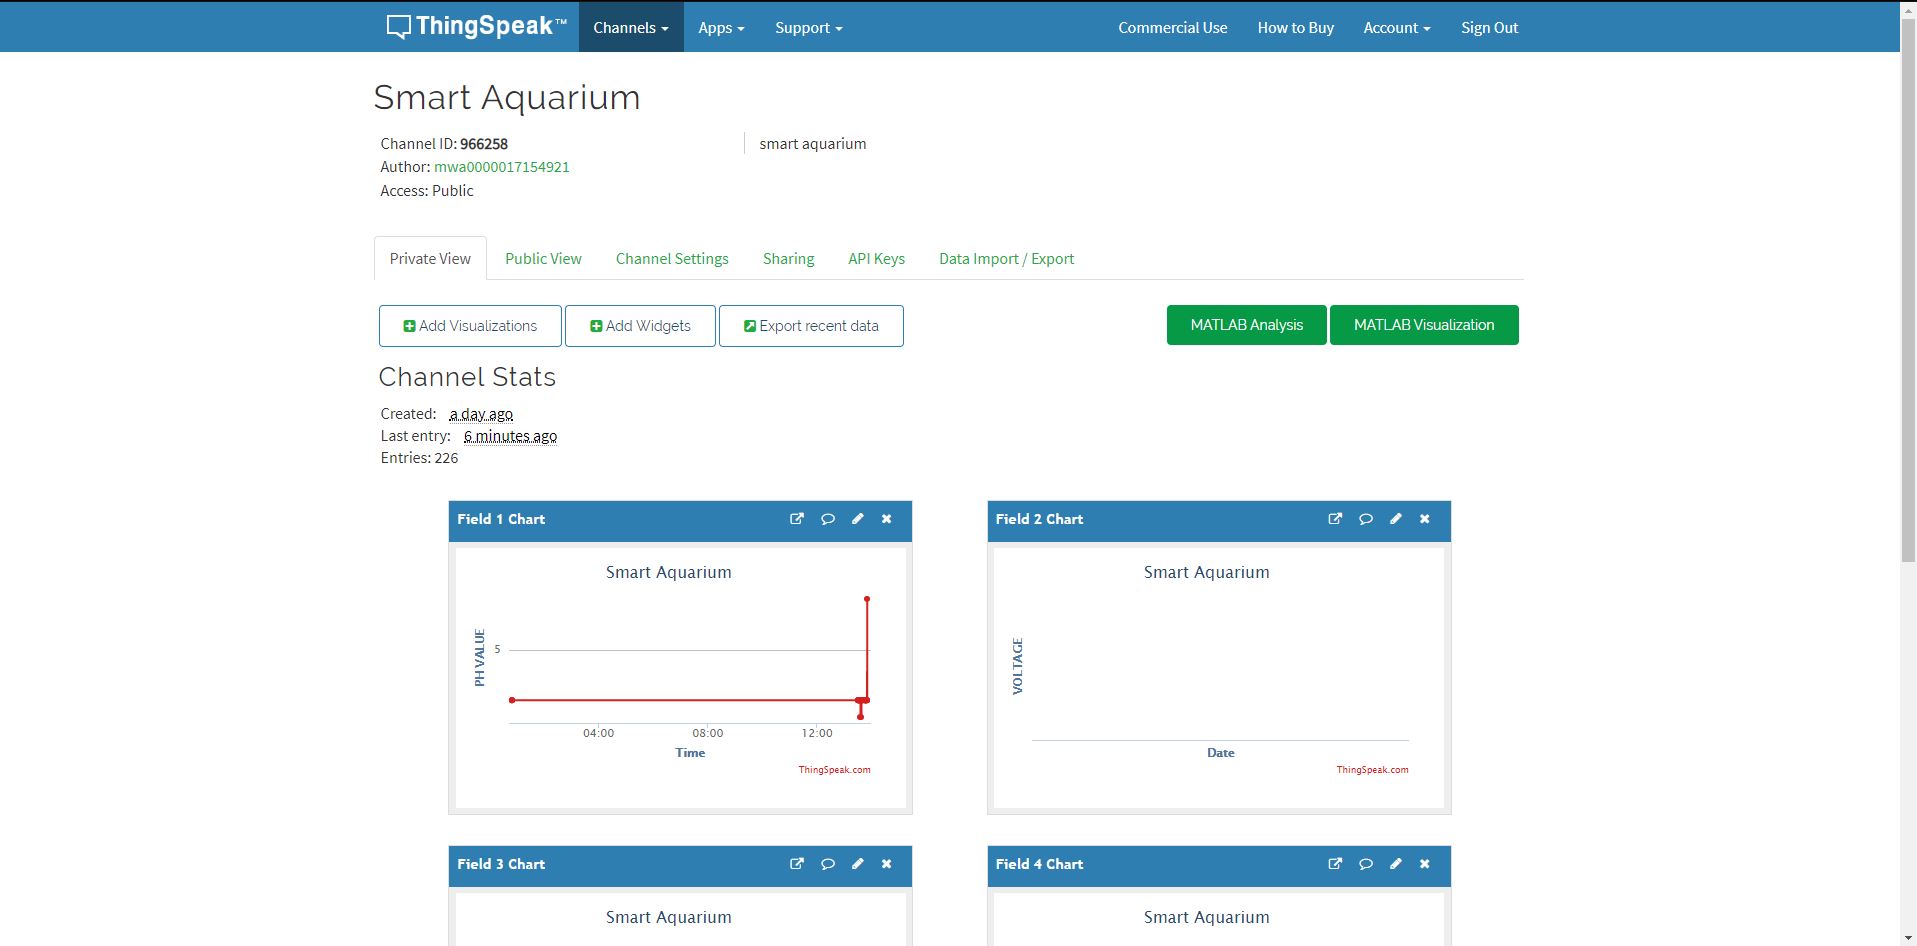 ThingSpeak™ Channels Apps Support Commercial Use How to Buy Account Sign Out
Smart Aquarium
Channel ID: 966258
Author: mwa0000017154921
Access: Public
smart aquarium
Private View Public View Channel Settings Sharing API Keys Data Import / Export
Add Visualizations Add Widgets Export recent data MATLAB Analysis MATLAB Visualization
Channel Stats
Created: a day ago
Last entry: 6 minutes ago
Entries: 226
Field 1 Chart
Smart Aquarium
PH VALUE
5
04:00 08:00 12:00
Time
ThingSpeak.com
Field 2 Chart
Smart Aquarium
VOLTAGE
Date
ThingSpeak.com
Field 3 Chart
Smart Aquarium
Field 4 Chart
Smart Aquarium